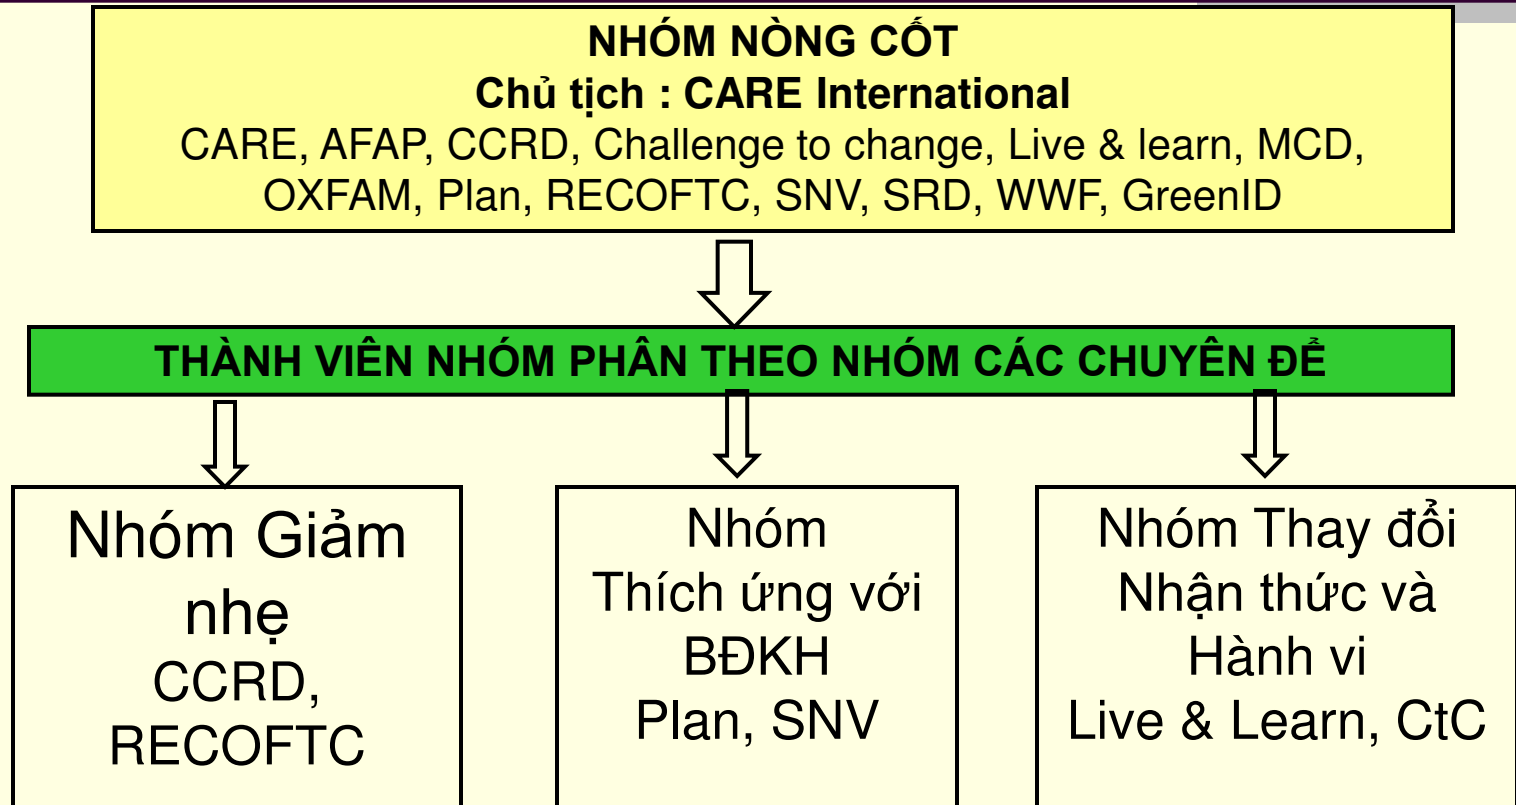 NHÓM NÒNG CỐT
Chủ tịch : CARE International
CARE, AFAP, CCRD, Challenge to change, Live & learn, MCD,
OXFAM, Plan, RECOFTC, SNV, SRD, WWF, GreenID
THÀNH VIÊN NHÓM PHÂN THEO NHÓM CÁC CHUYÊN ĐỀ
Nhóm Giảm
nhẹ
CCRD,
RECOFTC
Nhóm
Thích ứng với
BĐKH
Plan, SNV
Nhóm Thay đổi
Nhận thức và
Hành vi
Live & Learn, CtC